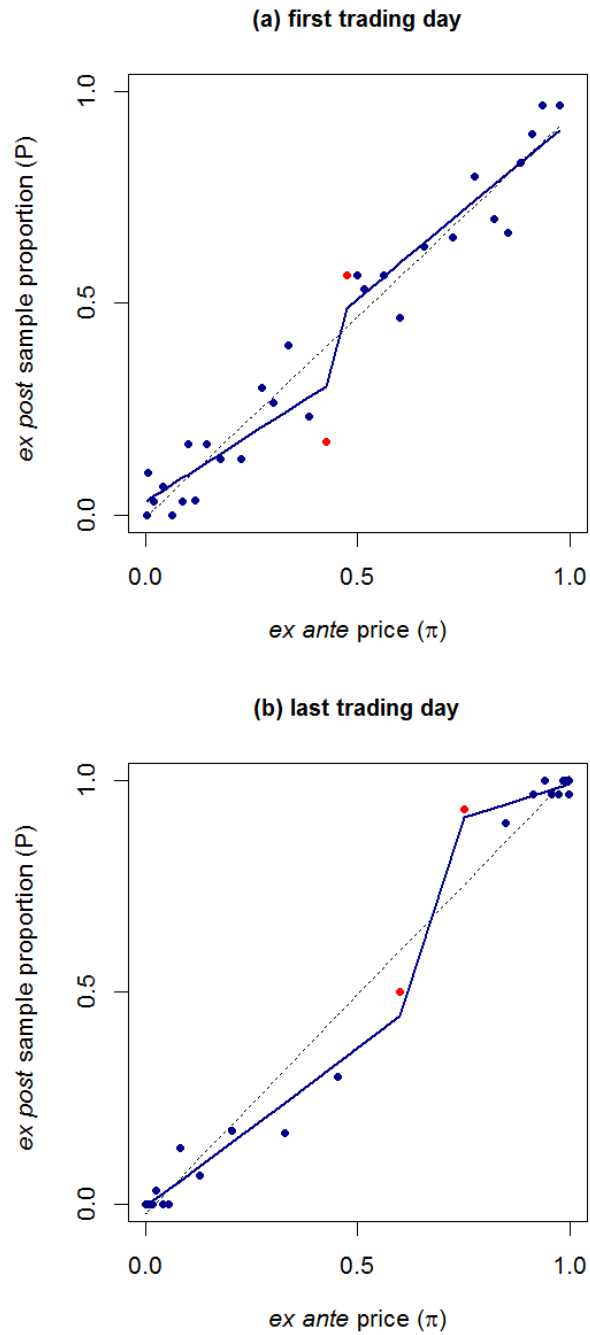 (a) first trading day
ex post sample proportion (P)
1.0
0.5
0.0
0.0 0.5 1.0
ex ante price (π)
(b) last trading day
ex post sample proportion (P)
1.0
0.5
0.0
0.0 0.5 1.0
ex ante price (π)